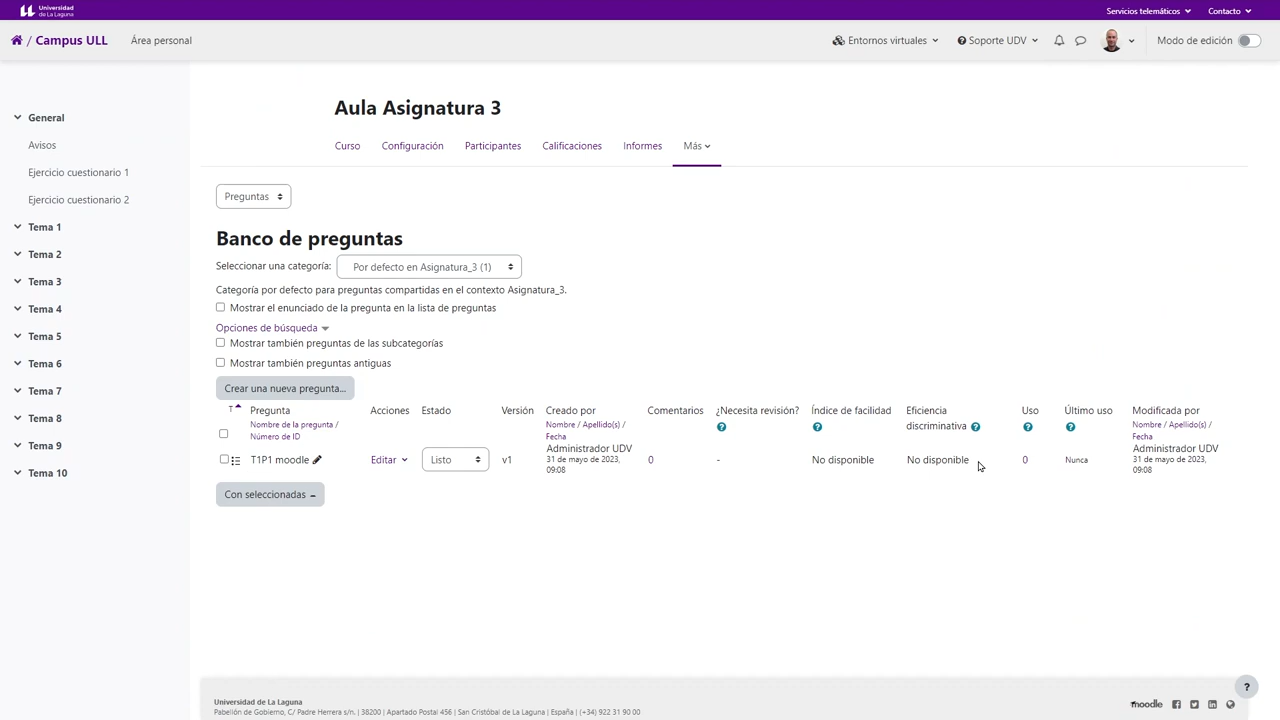 Universidad
de La Laguna
Servicios telemáticos
Contacto
/ Campus ULL
Área personal
Entornos virtuales
Soporte UDV
Modo de edición
General
Avisos
Ejercicio cuestionario 1
Ejercicio cuestionario 2
Tema 1
Tema 2
Tema 3
Tema 4
Tema 5
Tema 6
Tema 7
Tema 8
Tema 9
Tema 10
Aula Asignatura 3
Curso
Configuración
Participantes
Calificaciones
Informes
Más
Preguntas
Banco de preguntas
Seleccionar una categoría: Por defecto en Asignatura_3 (1)
Categoría por defecto para preguntas compartidas en el contexto Asignatura_3.
Mostrar el enunciado de la pregunta en la lista de preguntas
Opciones de búsqueda
Mostrar también preguntas de las subcategorías
Mostrar también preguntas antiguas
Crear una nueva pregunta...
T
Pregunta
Nombre de la pregunta /
Número de ID
Acciones
Estado
Versión
Creado por
Nombre / Apellido(s) /
Fecha
Comentarios
¿Necesita revisión?
Índice de facilidad
Eficiencia
discriminativa
Uso
Último uso
Modificada por
Nombre / Apellido(s) /
Fecha
T1P1 moodle
Editar
Listo
v1
Administrador UDV
31 de mayo de 2023,
09:08
0
-
No disponible
No disponible
0
Nunca
Administrador UDV
31 de mayo de 2023,
09:08
Con seleccionadas
?
Universidad de La Laguna
Pabellón de Gobierno, C/ Padre Herrera s/n. | 38200 | Apartado Postal 456 | San Cristóbal de La Laguna | España | (+34) 922 31 90 00
moodle